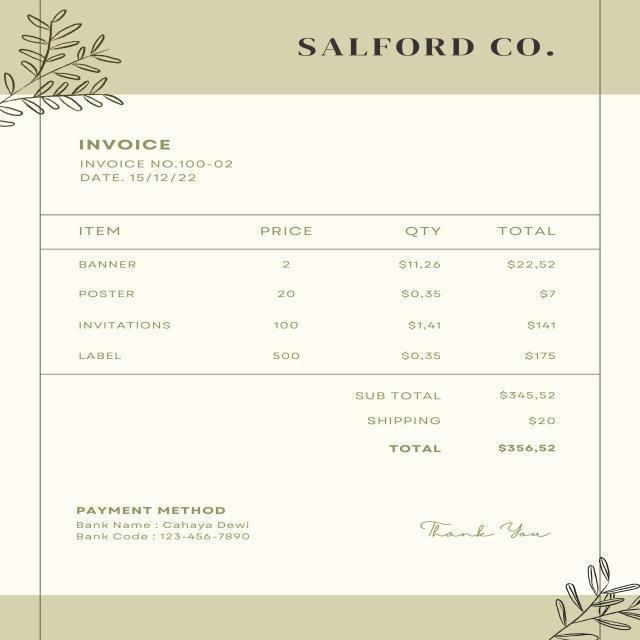 SALFORD CO.
INVOICE
INVOICE NO.100-02
DATE. 15/12/22
ITEM PRICE QTY TOTAL
BANNER 2 $11,26 $22,52
POSTER 20 $0,35 $7
INVITATIONS 100 $1,41 $141
LABEL 500 $0,35 $175
SUB TOTAL $345,52
SHIPPING $20
TOTAL $356,52
PAYMENT METHOD
Bank Name : Cahaya Dewi
Bank Code : 123-456-7890
Thank You